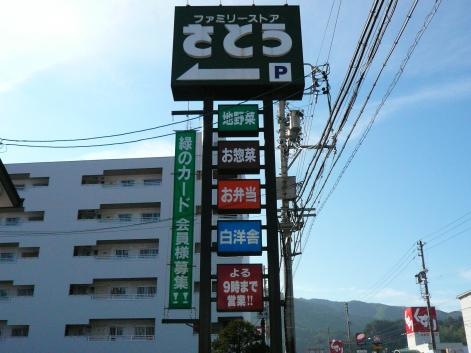 ファミリーストア
さとう
P
地野菜
お惣菜
お弁当
白洋舍
よる
9時まで
営業!!
緑のカード 会員様募集!!